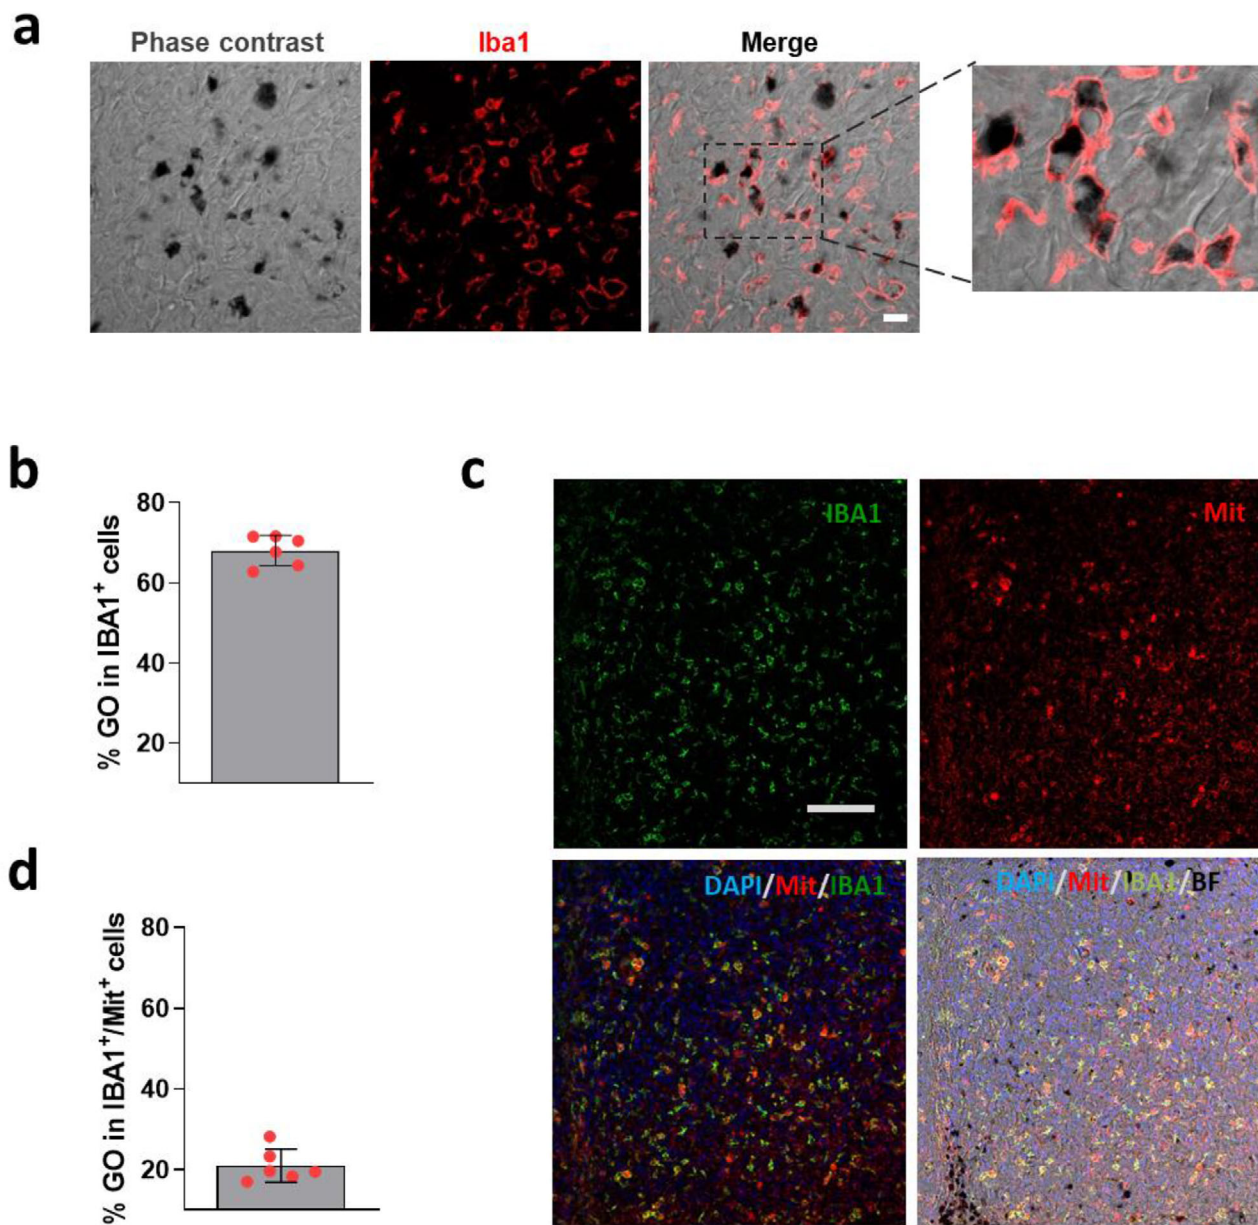 a
Phase contrast
Iba1
Merge
b
% GO in IBA1+ cells
80
60
40
20
c
IBA1
Mit
DAPI/Mit/IBA1
DAPI/Mit/IBA1/BF
d
% GO in IBA1+/Mit+ cells
80
60
40
20